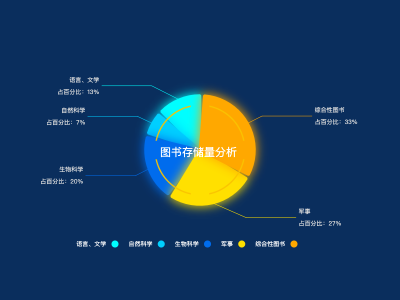 语言、文学
占百分比：13%
自然科学
占百分比：7%
综合性图书
占百分比：33%
图书存储量分析
生物科学
占百分比：20%
军事
占百分比：27%
语言、文学 自然科学 生物科学 军事 综合性图书